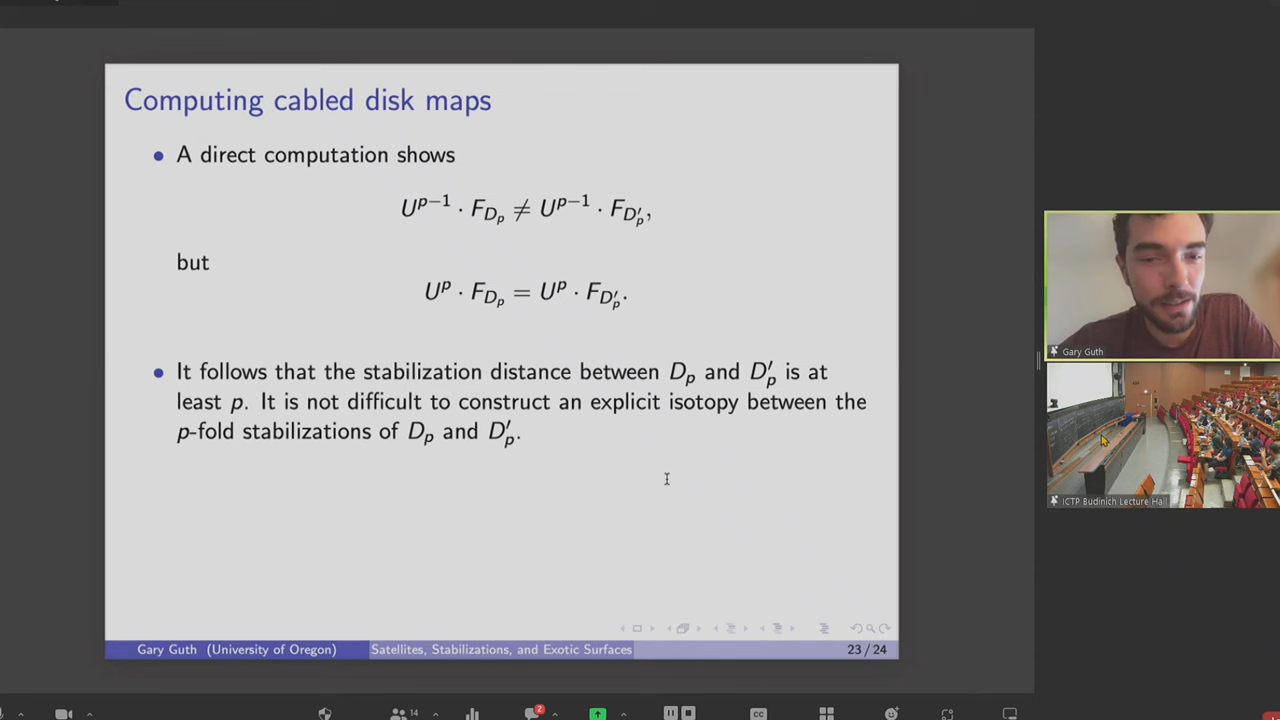 Computing cabled disk maps
• A direct computation shows
U^{p−1} · F_{D_p} ≠ U^{p−1} · F_{D′_p},
but
U^p · F_{D_p} = U^p · F_{D′_p}.
• It follows that the stabilization distance between D_p and D′_p is at
least p. It is not difficult to construct an explicit isotopy between the
p-fold stabilizations of D_p and D′_p.
Gary Guth (University of Oregon)
Satellites, Stabilizations, and Exotic Surfaces
23 / 24
Gary Guth
ICTP Budinich Lecture Hall
14
2
CC